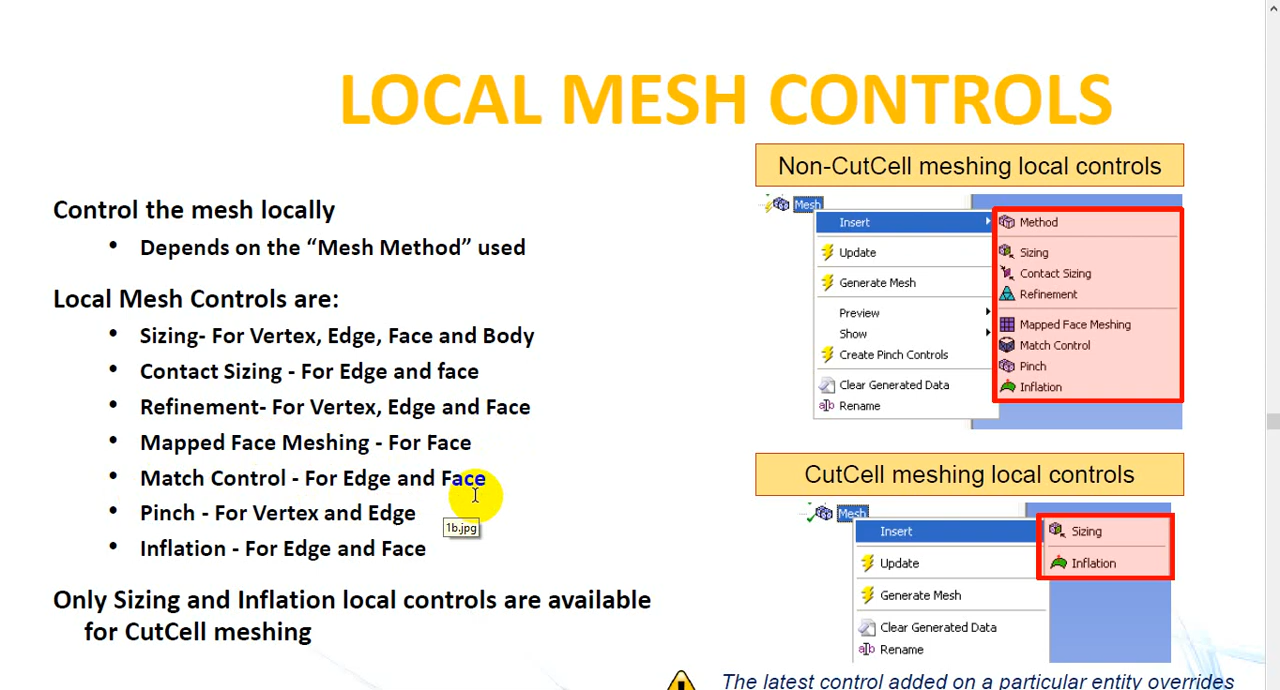 LOCAL MESH CONTROLS
Control the mesh locally
• Depends on the “Mesh Method” used
Local Mesh Controls are:
• Sizing- For Vertex, Edge, Face and Body
• Contact Sizing - For Edge and face
• Refinement- For Vertex, Edge and Face
• Mapped Face Meshing - For Face
• Match Control - For Edge and Face
• Pinch - For Vertex and Edge
1b.jpg
• Inflation - For Edge and Face
Only Sizing and Inflation local controls are available
for CutCell meshing
Non-CutCell meshing local controls
Mesh
Insert
Update
Generate Mesh
Preview
Show
Create Pinch Controls
Clear Generated Data
Rename
Method
Sizing
Contact Sizing
Refinement
Mapped Face Meshing
Match Control
Pinch
Inflation
CutCell meshing local controls
Mesh
Insert
Update
Generate Mesh
Clear Generated Data
Rename
Sizing
Inflation
The latest control added on a particular entity overrides